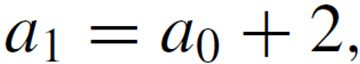 a₁ = a₀ + 2,